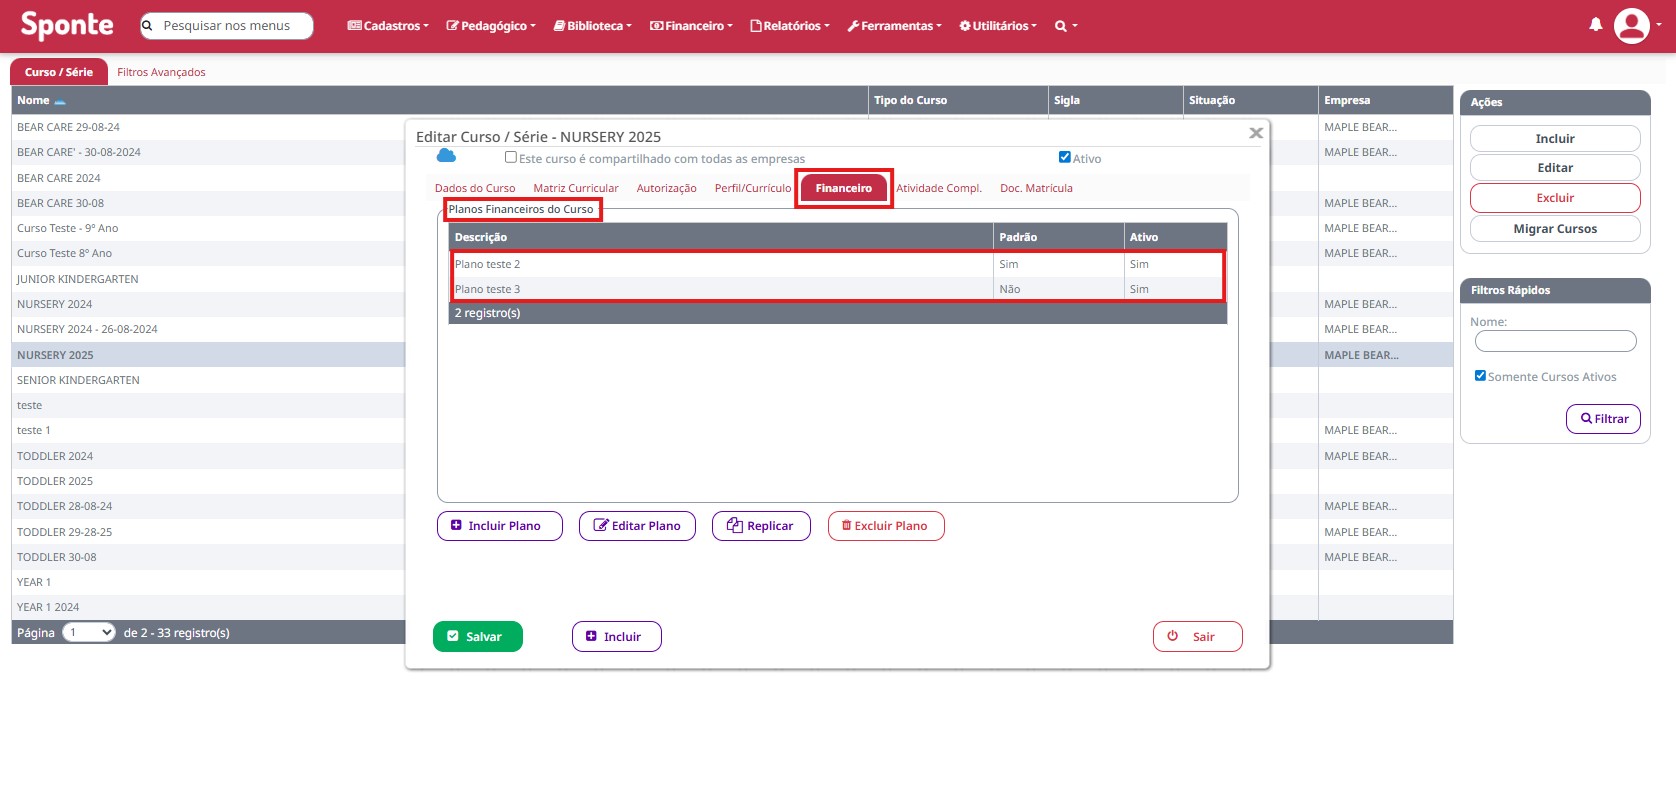 Sponte
Pesquisar nos menus
Cadastros
Pedagógico
Biblioteca
Financeiro
Relatórios
Ferramentas
Utilitários
Curso / Série
Filtros Avançados
Nome
Tipo do Curso
Sigla
Situação
Empresa
BEAR CARE 29-08-24
MAPLE BEAR...
BEAR CARE' - 30-08-2024
MAPLE BEAR...
BEAR CARE 2024
BEAR CARE 30-08
MAPLE BEAR...
Curso Teste - 9º Ano
MAPLE BEAR...
Curso Teste 8º Ano
MAPLE BEAR...
JUNIOR KINDERGARTEN
NURSERY 2024
MAPLE BEAR...
NURSERY 2024 - 26-08-2024
MAPLE BEAR...
NURSERY 2025
MAPLE BEAR...
SENIOR KINDERGARTEN
teste
teste 1
MAPLE BEAR...
TODDLER 2024
MAPLE BEAR...
TODDLER 2025
TODDLER 28-08-24
MAPLE BEAR...
TODDLER 29-28-25
MAPLE BEAR...
TODDLER 30-08
MAPLE BEAR...
YEAR 1
YEAR 1 2024
Página 1 de 2 - 33 registro(s)
Editar Curso / Série - NURSERY 2025
Este curso é compartilhado com todas as empresas
Ativo
Dados do Curso
Matriz Curricular
Autorização
Perfil/Currículo
Financeiro
Atividade Compl.
Doc. Matrícula
Planos Financeiros do Curso
Descrição
Padrão
Ativo
Plano teste 2
Sim
Sim
Plano teste 3
Não
Sim
2 registro(s)
Incluir Plano
Editar Plano
Replicar
Excluir Plano
Salvar
Incluir
Sair
Ações
Incluir
Editar
Excluir
Migrar Cursos
Filtros Rápidos
Nome:
Somente Cursos Ativos
Filtrar